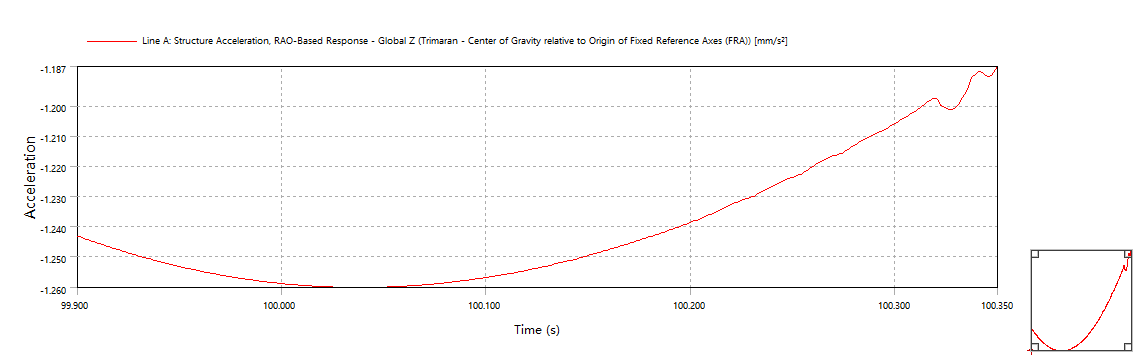 Line A: Structure Acceleration, RAO-Based Response - Global Z (Trimaran - Center of Gravity relative to Origin of Fixed Reference Axes (FRA)) [mm/s²]
-1.187
-1.200
-1.210
-1.220
-1.230
-1.240
-1.250
-1.260
Acceleration
99.900 100.000 100.100 100.200 100.300 100.350
Time (s)